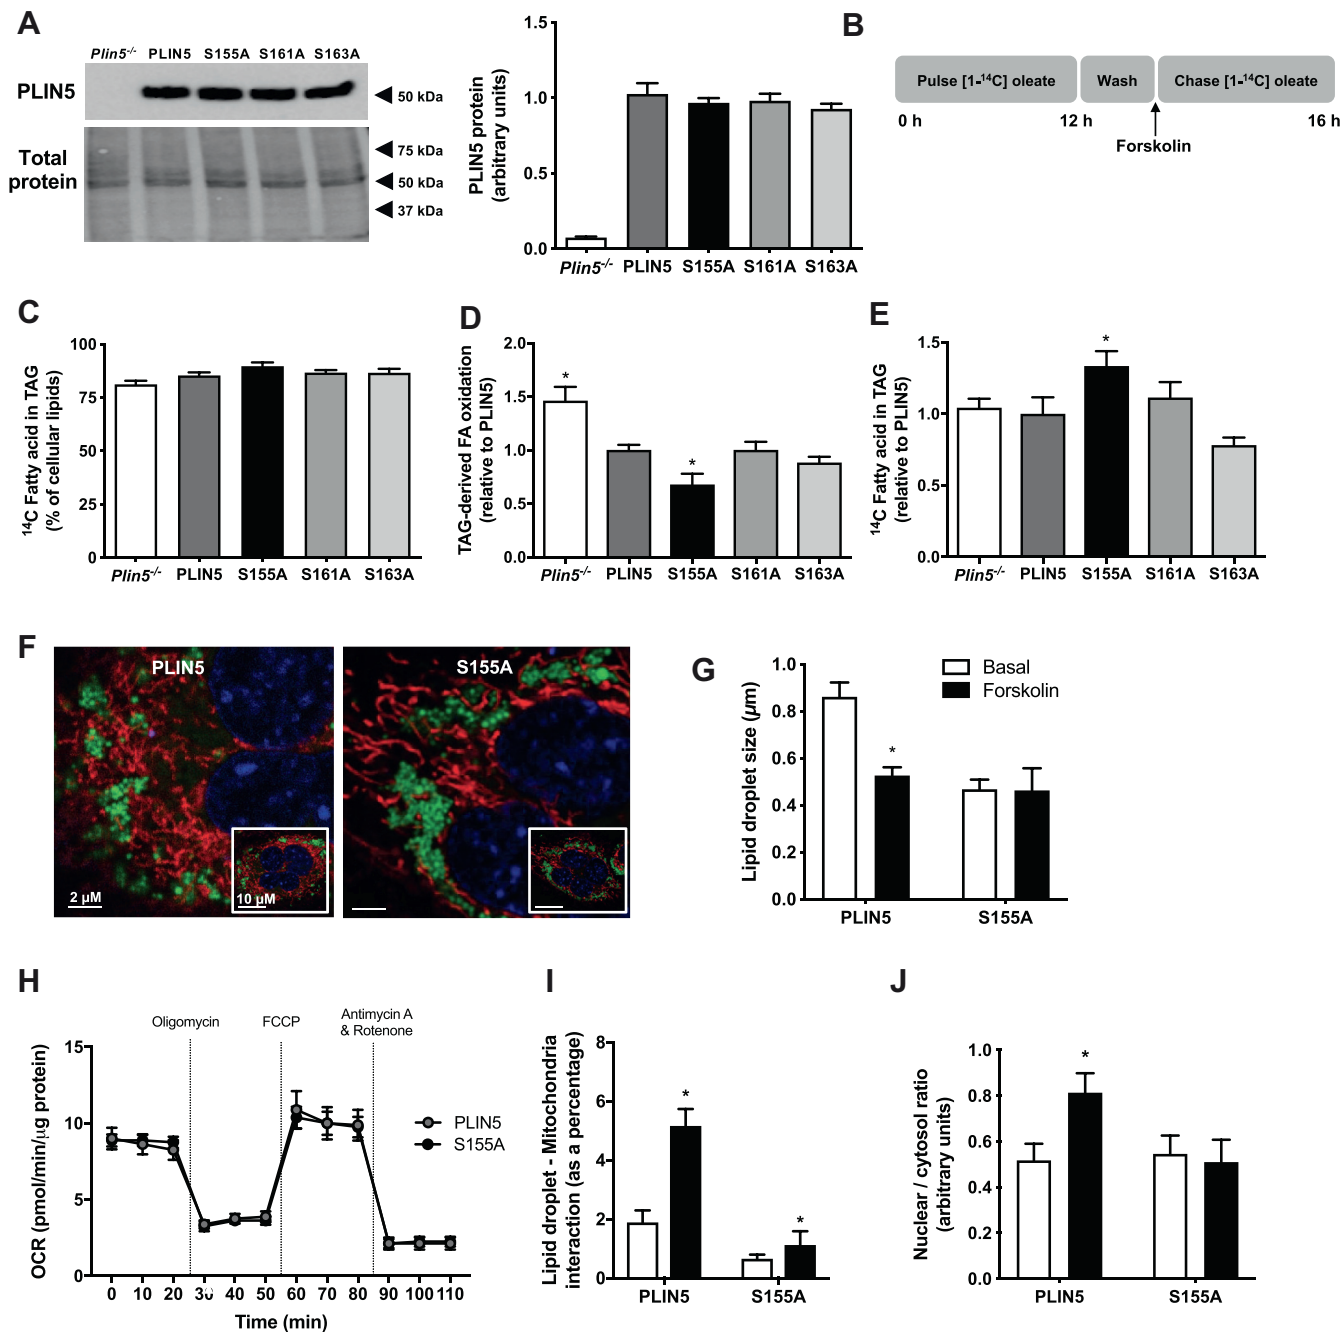 A
Plin5-/- PLIN5 S155A S161A S163A
PLIN5
50 kDa
Total
protein
75 kDa
50 kDa
37 kDa
PLIN5 protein
(arbitrary units)
1.5
1.0
0.5
0.0
Plin5-/- PLIN5 S155A S161A S163A
B
Pulse [1-14C] oleate Wash Chase [1-14C] oleate
0 h 12 h 16 h
Forskolin
C
14C Fatty acid in TAG
(% of cellular lipids)
100
75
50
25
0
Plin5-/- PLIN5 S155A S161A S163A
D
TAG-derived FA oxidation
(relative to PLIN5)
2.0
1.5
1.0
0.5
0.0
*
*
Plin5-/- PLIN5 S155A S161A S163A
E
14C Fatty acid in TAG
(relative to PLIN5)
1.5
1.0
0.5
0.0
*
Plin5-/- PLIN5 S155A S161A S163A
F
PLIN5
2 µM
10 µM
S155A
G
Lipid droplet size (µm)
1.0
0.8
0.6
0.4
0.2
0.0
*
Basal
Forskolin
PLIN5 S155A
H
Oligomycin FCCP Antimycin A
& Rotenone
OCR (pmol/min/µg protein)
15
10
5
0
PLIN5
S155A
0 10 20 30 40 50 60 70 80 90 100 110
Time (min)
I
Lipid droplet - Mitochondria
interaction (as a percentage)
8
6
4
2
0
*
*
PLIN5 S155A
J
Nuclear / cytosol ratio
(arbitrary units)
1.0
0.8
0.6
0.4
0.2
0.0
*
PLIN5 S155A